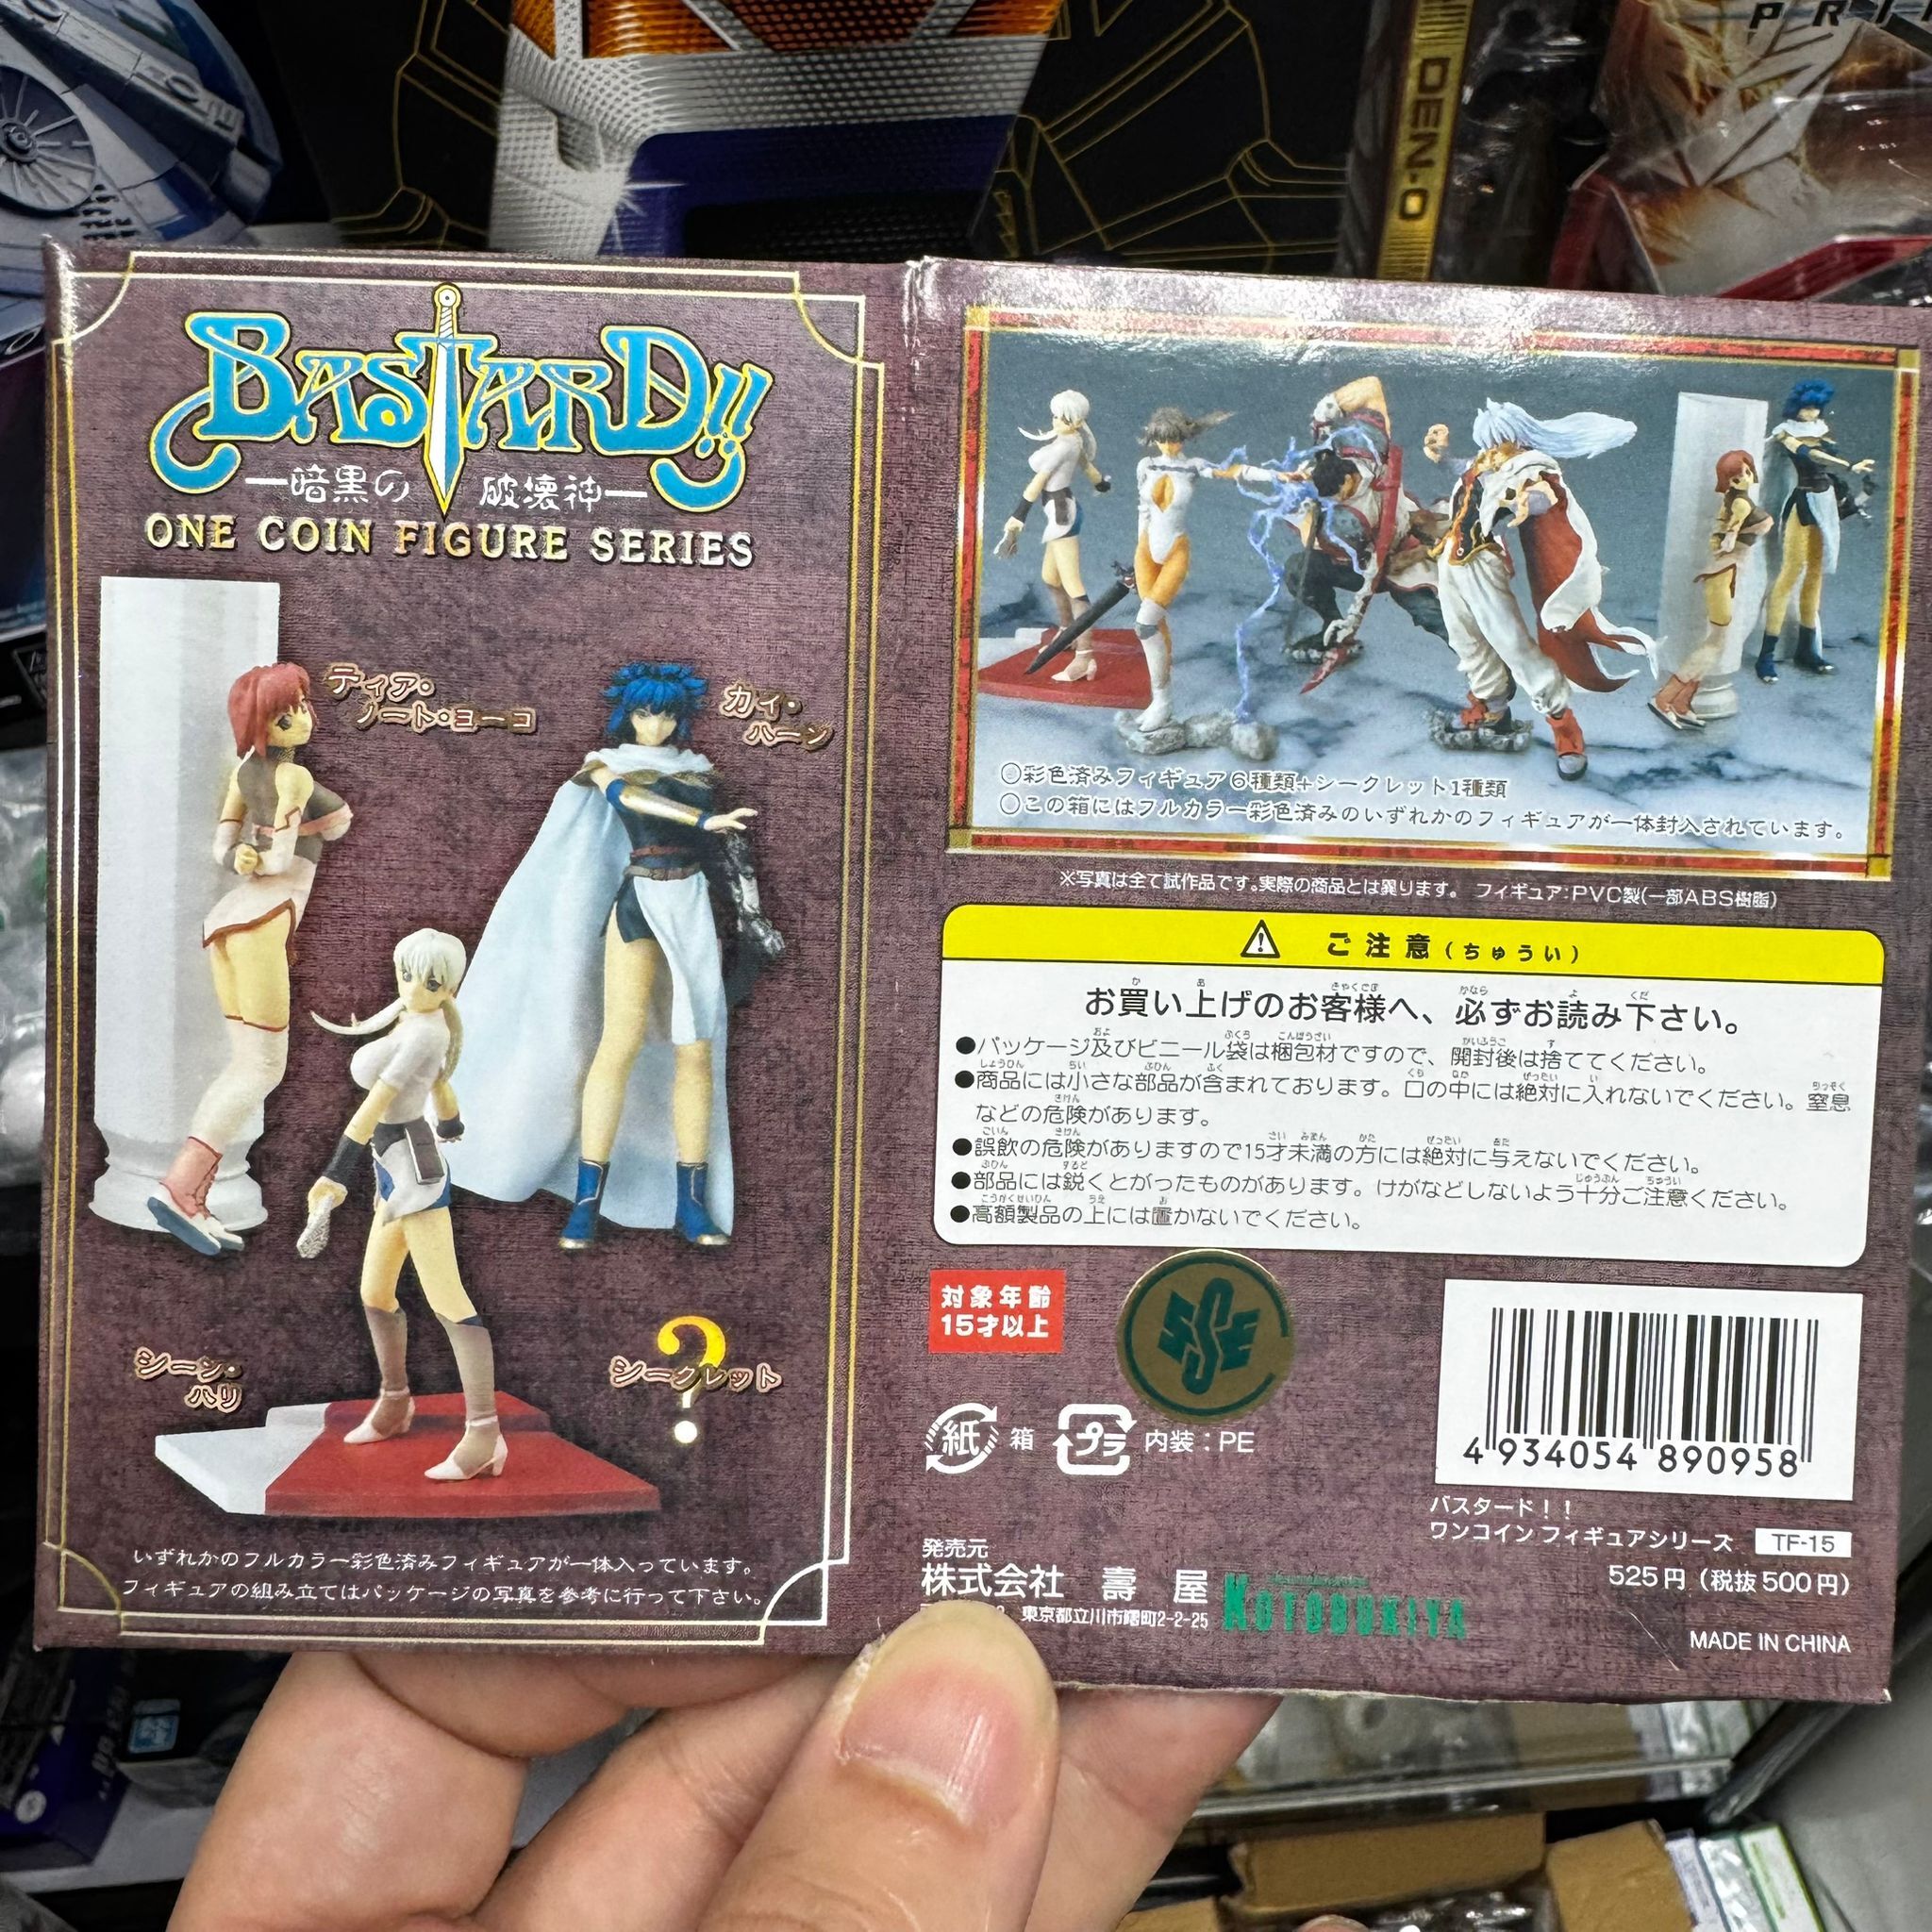 PRI
DEN-O
BASTARD!!
―暗黒の破壊神―
ONE COIN FIGURE SERIES
ティア・
ノート・ヨーコ
カイ・
ハーン
シーン・
ハリ
?
シークレット
いずれかのフルカラー彩色済みフィギュアが一体入っています。
フィギュアの組み立てはパッケージの写真を参考に行って下さい。
○彩色済みフィギュア6種類+シークレット1種類
○この箱にはフルカラー彩色済みのいずれかのフィギュアが一体封入されています。
※写真は全て試作品です。実際の商品とは異ります。 フィギュア:PVC製(一部ABS樹脂)
ご注意(ちゅうい)
お買い上げのお客様へ、必ずお読み下さい。
●パッケージ及びビニール袋は梱包材ですので、開封後は捨ててください。
●商品には小さな部品が含まれております。口の中には絶対に入れないでください。窒息
などの危険があります。
●誤飲の危険がありますので15才未満の方には絶対に与えないでください。
●部品には鋭くとがったものがあります。けがなどしないよう十分ご注意ください。
●高額製品の上には置かないでください。
対象年齢
15才以上
紙 箱 プラ 内装:PE
4 934054 890958
バスタード!!
ワンコイン フィギュアシリーズ TF-15
525円(税抜500円)
発売元
株式会社 壽 屋
東京都立川市曙町2-2-25
KOTOBUKIYA
MADE IN CHINA